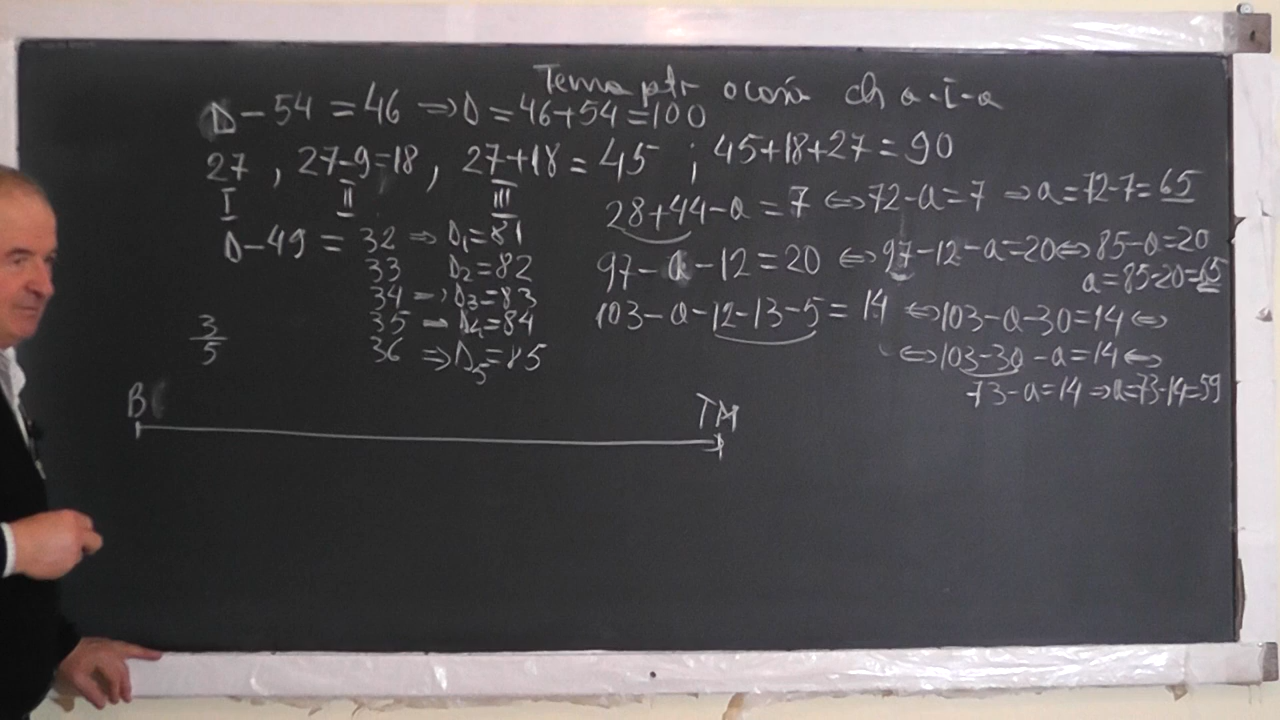 Tema ptr acasă cls a-I-a
D - 54 = 46 ⇒ D = 46+54 = 100
27 , 27-9=18 , 27+18 = 45 ; 45+18+27 = 90
I II III
28+44-a = 7 ⇔ 72-a=7 ⇒ a=72-7=65
D-49 = 32 ⇒ D₁=81
33 D₂=82
34 ⇒ D₃=83
35 ⇒ D₄=84
36 ⇒ D₅=85
97-a-12=20 ⇔ 97-12-a=20 ⇔ 85-a=20
a=85-20=65
103-a-12-13-5 = 14 ⇔ 103-a-30=14 ⇔
⇔ 103-30-a=14 ⇔
73-a=14 ⇒ a=73-14=59
3/5
B TM